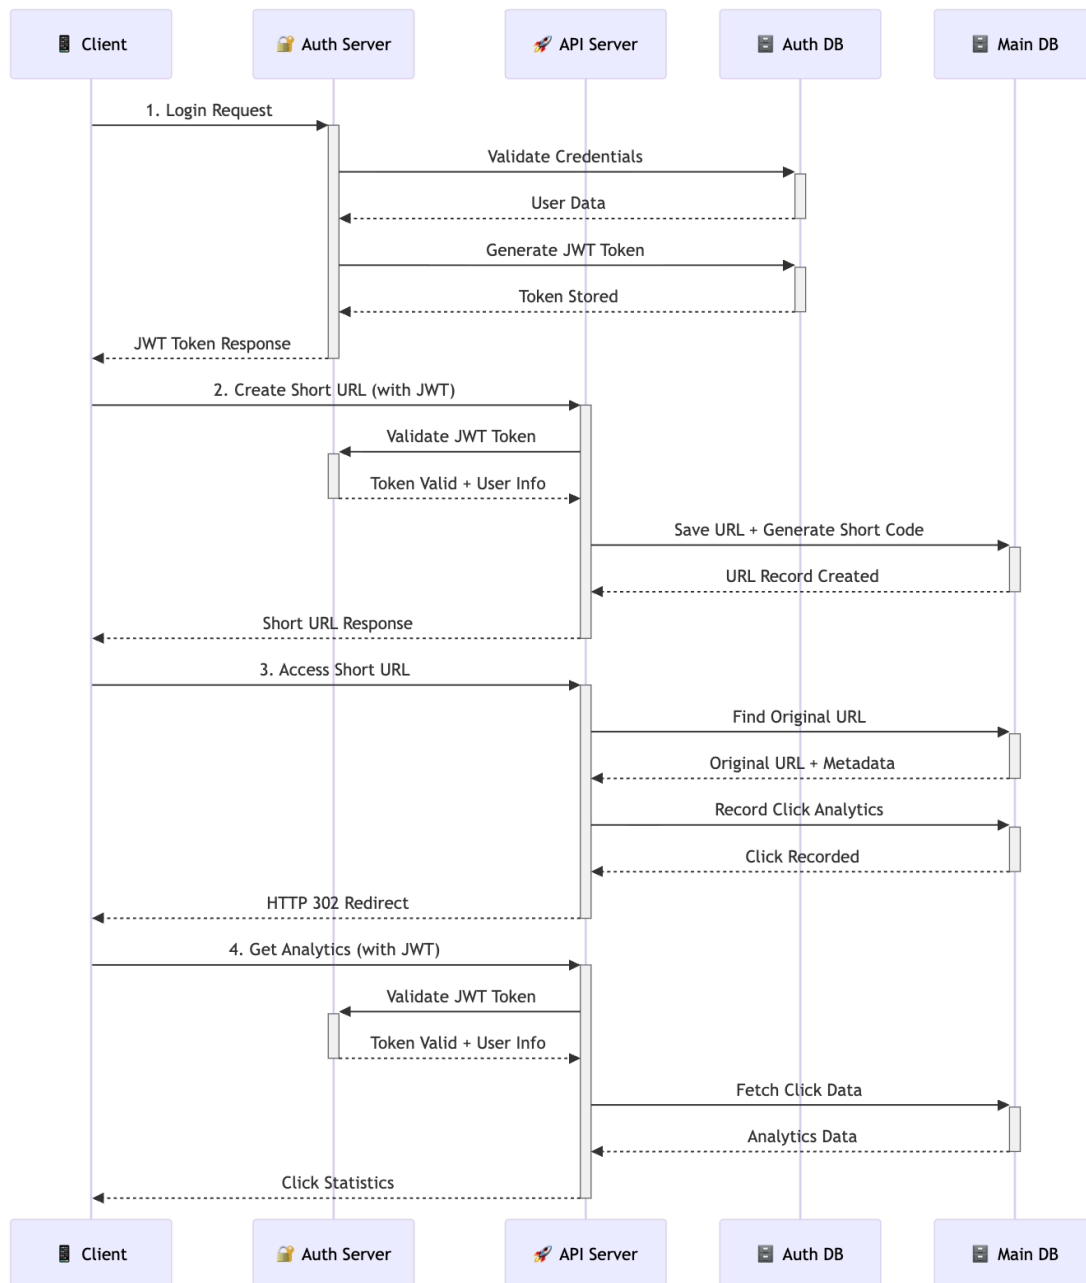 📱 Client
🔐 Auth Server
🚀 API Server
🗄️ Auth DB
🗄️ Main DB
1. Login Request
Validate Credentials
User Data
Generate JWT Token
Token Stored
JWT Token Response
2. Create Short URL (with JWT)
Validate JWT Token
Token Valid + User Info
Save URL + Generate Short Code
URL Record Created
Short URL Response
3. Access Short URL
Find Original URL
Original URL + Metadata
Record Click Analytics
Click Recorded
HTTP 302 Redirect
4. Get Analytics (with JWT)
Validate JWT Token
Token Valid + User Info
Fetch Click Data
Analytics Data
Click Statistics
📱 Client
🔐 Auth Server
🚀 API Server
🗄️ Auth DB
🗄️ Main DB